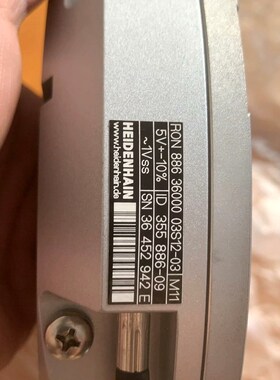 RON 886 36000 03S12-03 M11
5V+-10% ID 355 886-09
~1Vss SN 36 452 942 E
HEIDENHAIN
www.heidenhain.de